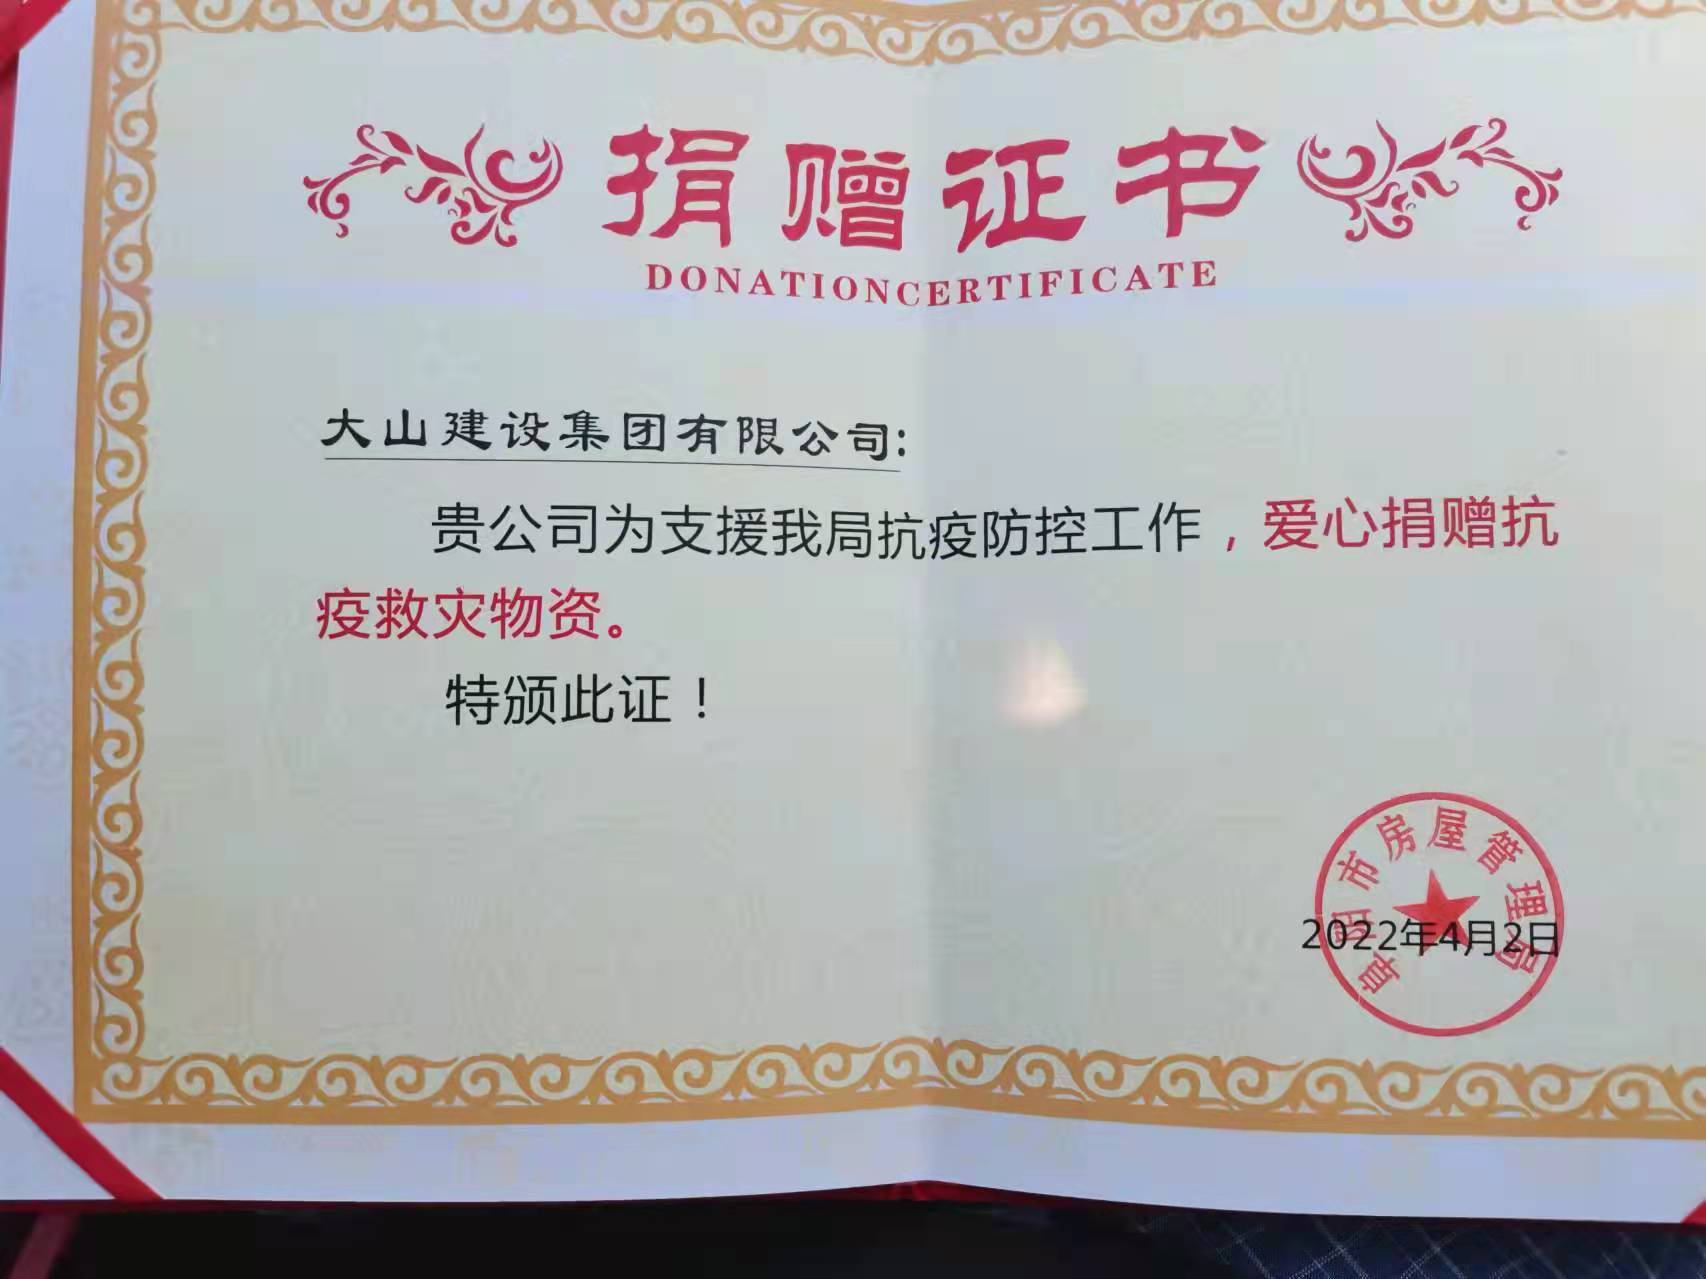 捐赠证书
DONATIONCERTIFICATE
大山建设集团有限公司:
贵公司为支援我局抗疫防控工作，爱心捐赠抗
疫救灾物资。
特颁此证！
阜阳市房屋管理局
2022年4月2日